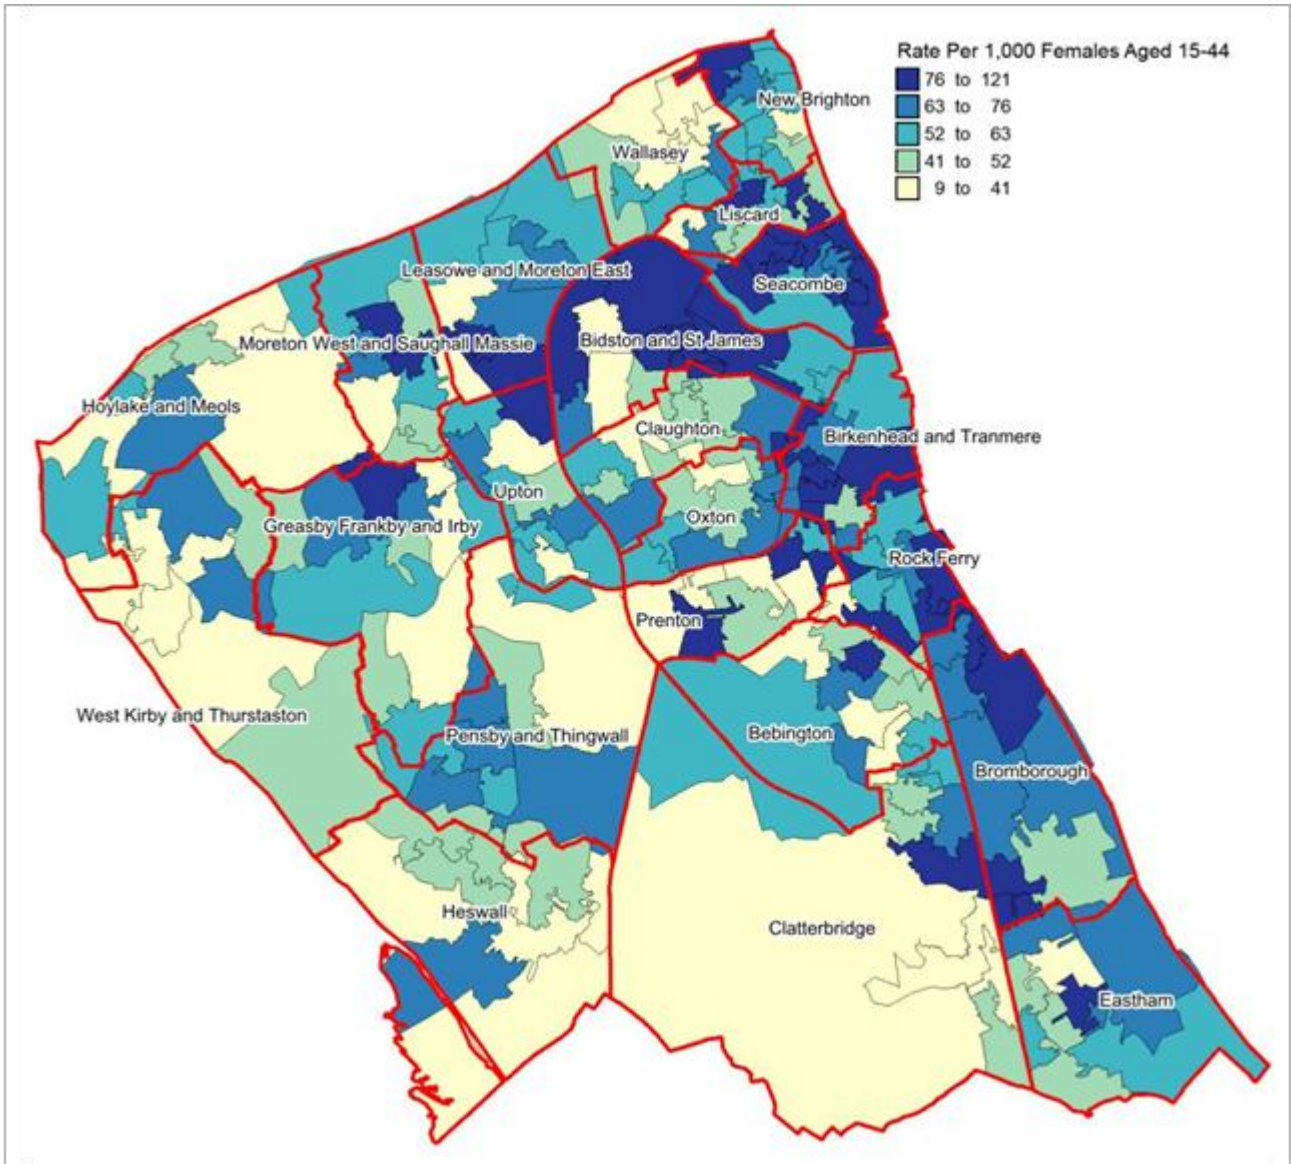 Rate Per 1,000 Females Aged 15-44
76 to 121
63 to 76
52 to 63
41 to 52
9 to 41
New Brighton
Wallasey
Liscard
Leasowe and Moreton East
Seacombe
Moreton West and Saughall Massie
Bidston and St James
Hoylake and Meols
Claughton
Birkenhead and Tranmere
Upton
Oxton
Greasby Frankby and Irby
Rock Ferry
Prenton
West Kirby and Thurstaston
Pensby and Thingwall
Bebington
Bromborough
Heswall
Clatterbridge
Eastham